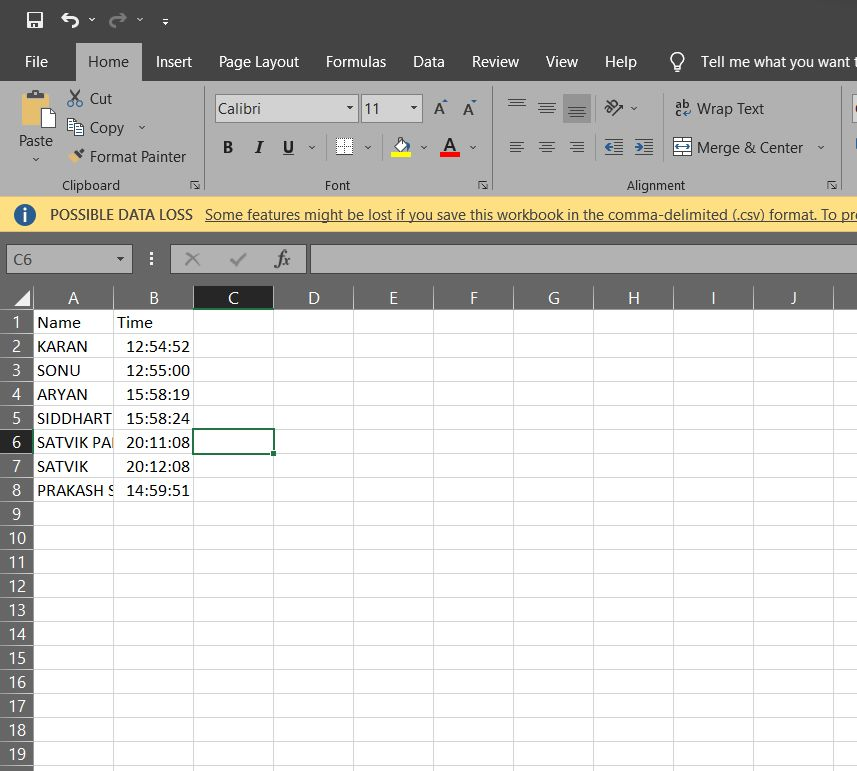 File Home Insert Page Layout Formulas Data Review View Help Tell me what you want
Cut
Copy
Paste
Format Painter
Calibri 11 A A
B I U A
ab Wrap Text
Merge & Center
Clipboard Font Alignment
POSSIBLE DATA LOSS Some features might be lost if you save this workbook in the comma-delimited (.csv) format. To
C6 fx
A B C D E F G H I J
1 Name Time
2 KARAN 12:54:52
3 SONU 12:55:00
4 ARYAN 15:58:19
5 SIDDHART 15:58:24
6 SATVIK 20:11:08
7 SATVIK 20:12:08
8 PRAKASH 14:59:51
9
10
11
12
13
14
15
16
17
18
19